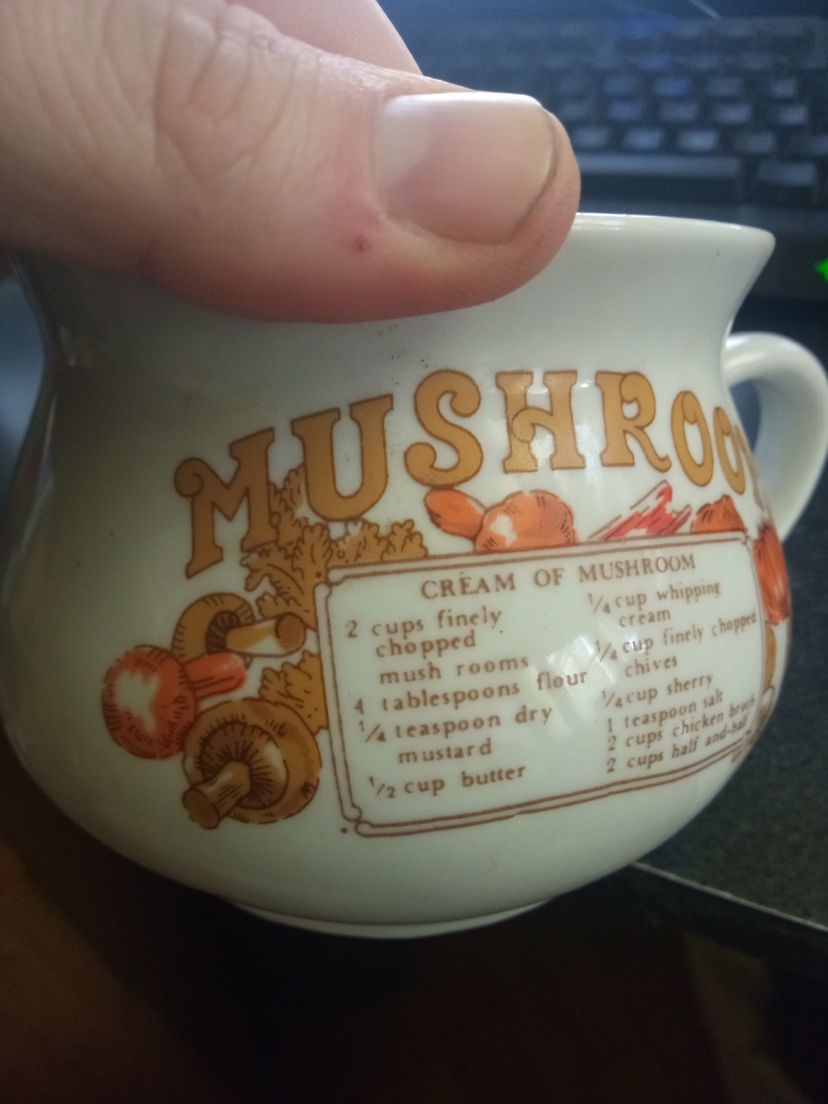 MUSHROO
CREAM OF MUSHROOM
2 cups finely
chopped
mush rooms
4 tablespoons flour
1/4 teaspoon dry
mustard
1/2 cup butter
1/4 cup whipping
cream
1/4 cup finely chopped
chives
1/4 cup sherry
1 teaspoon salt
2 cups chicken broth
2 cups half and-half